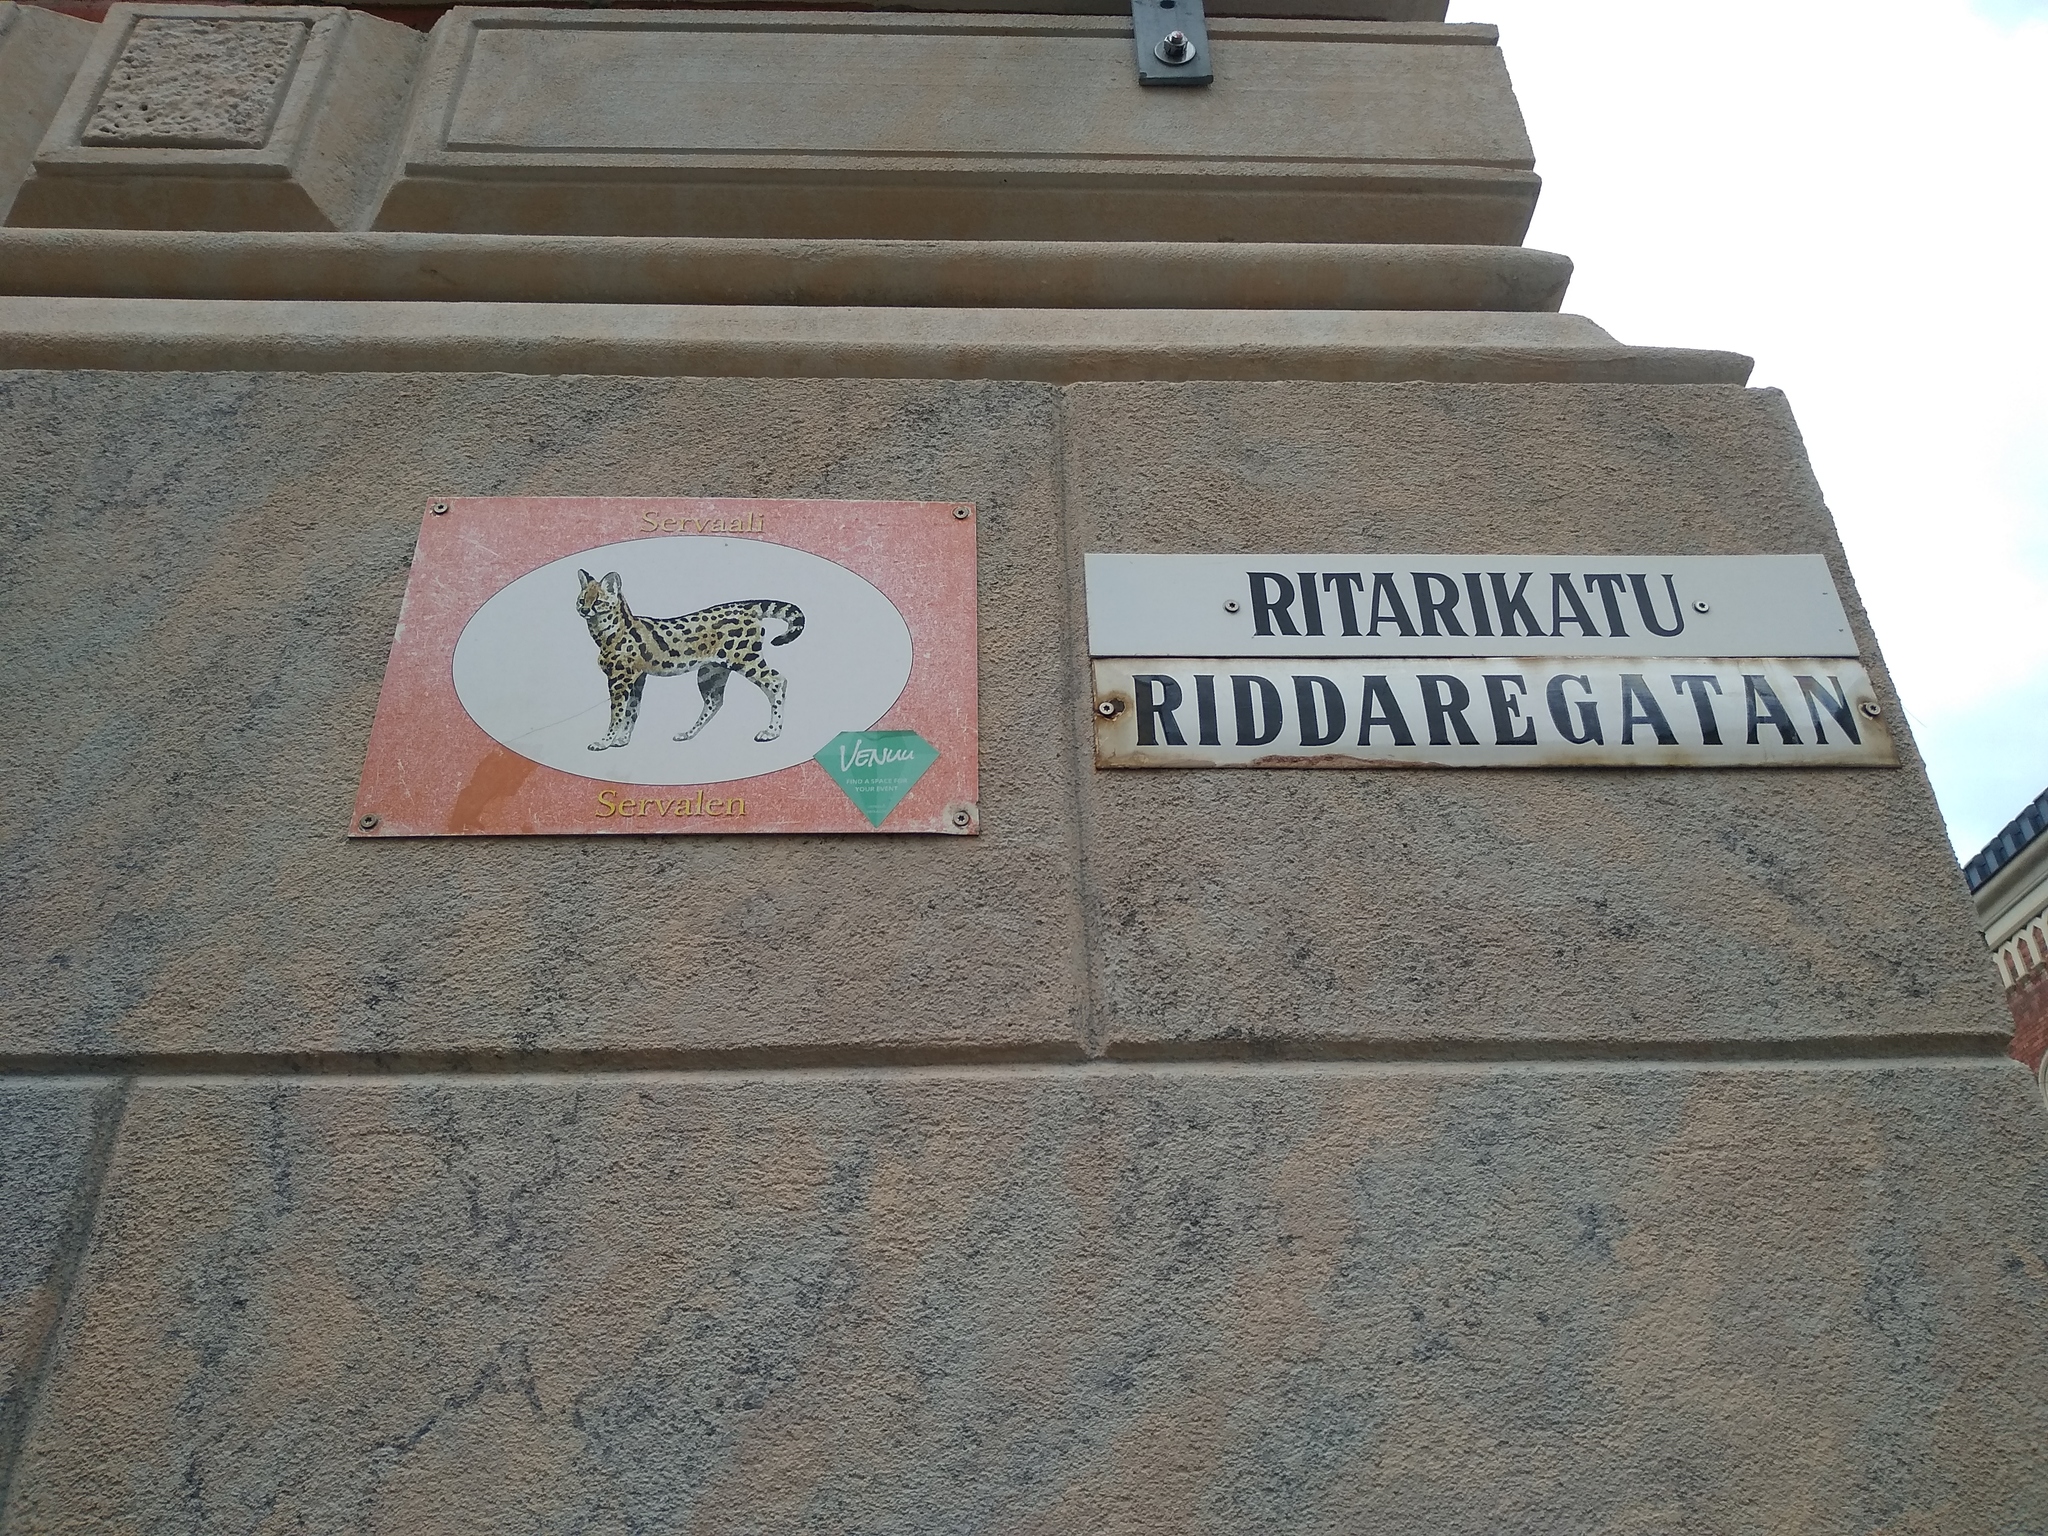 Servaali
Servalen
VENUU
FIND A SPACE FOR
YOUR EVENT
RITARIKATU
RIDDAREGATAN